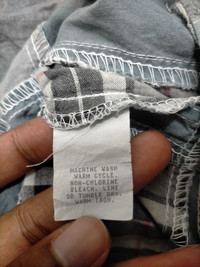 MACHINE WASH
WARM CYCLE,
NON-CHLORINE
BLEACH, LINE
OR TUMBLE DRY,
WARM IRON.